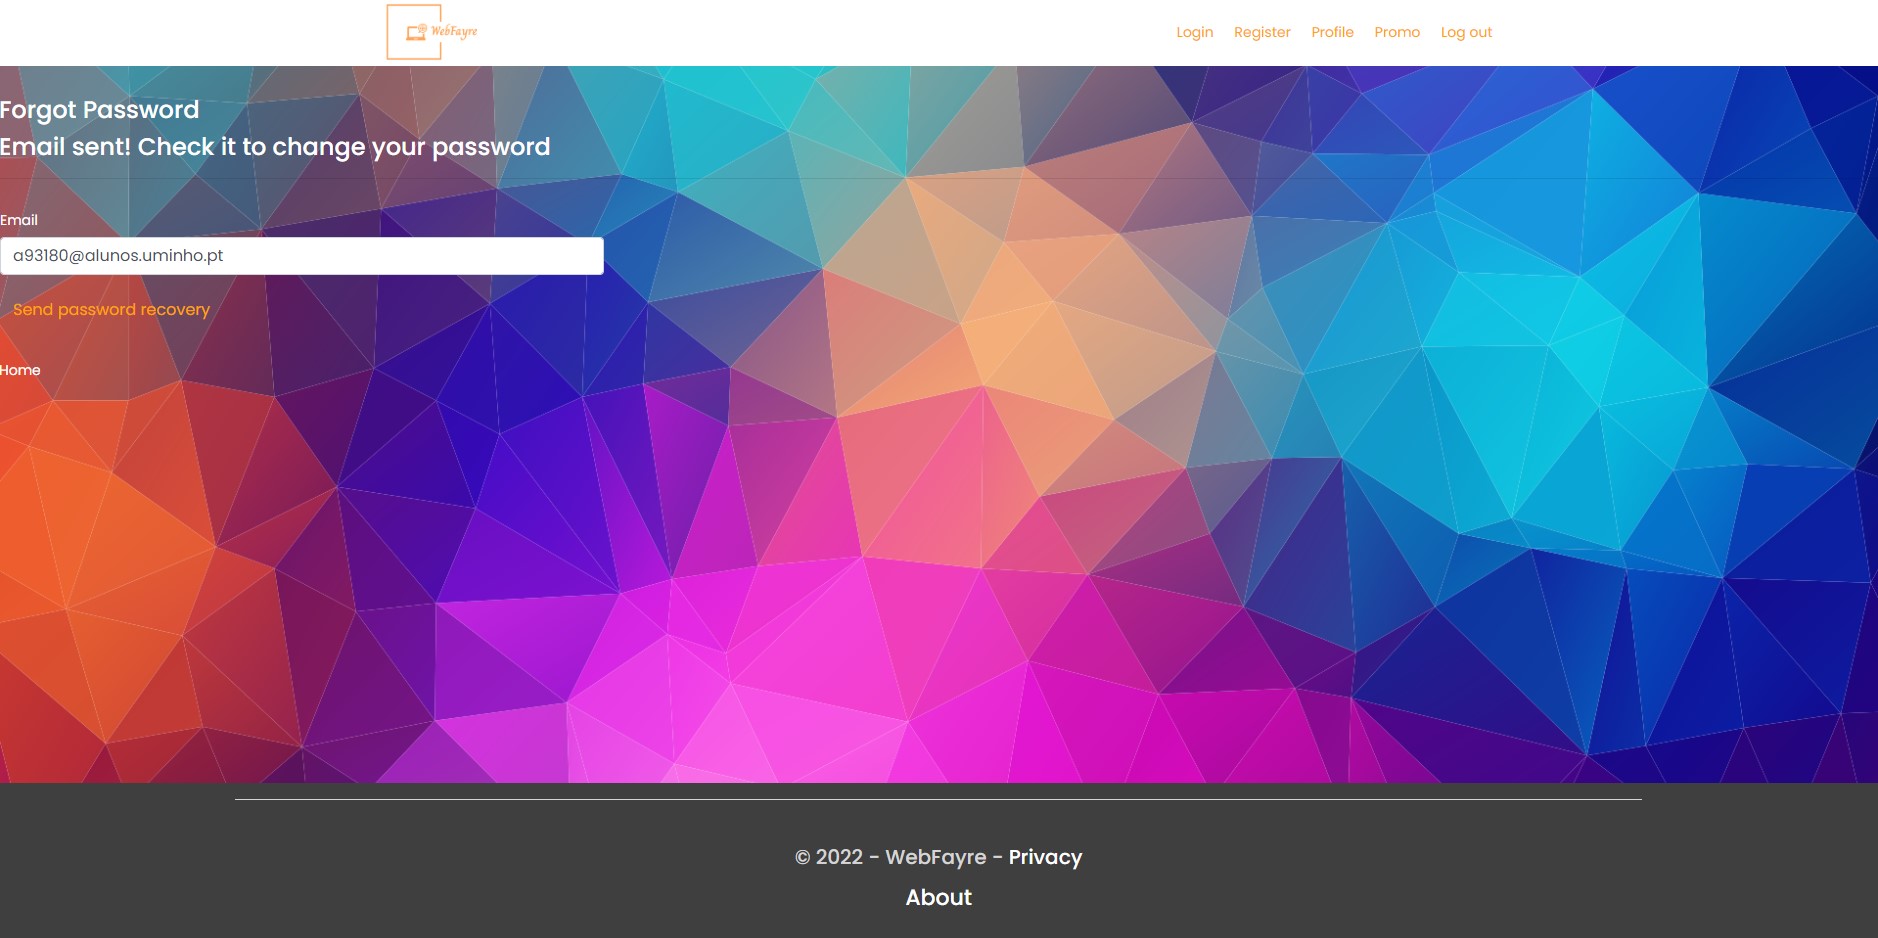 WebFayre
Login Register Profile Promo Log out
Forgot Password
Email sent! Check it to change your password
Email
a93180@alunos.uminho.pt
Send password recovery
Home
© 2022 - WebFayre - Privacy
About